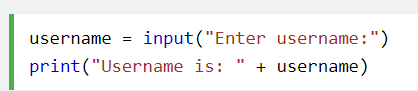 username = input("Enter username:")
print("Username is: " + username)